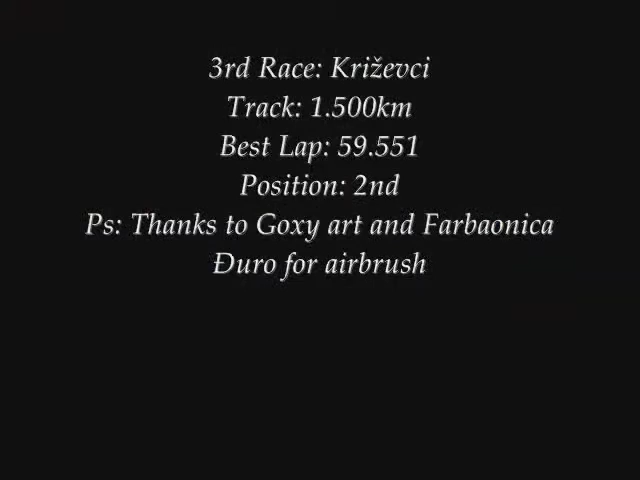 3rd Race: Križevci
Track: 1.500km
Best Lap: 59.551
Position: 2nd
Ps: Thanks to Goxy art and Farbaonica
Đuro for airbrush